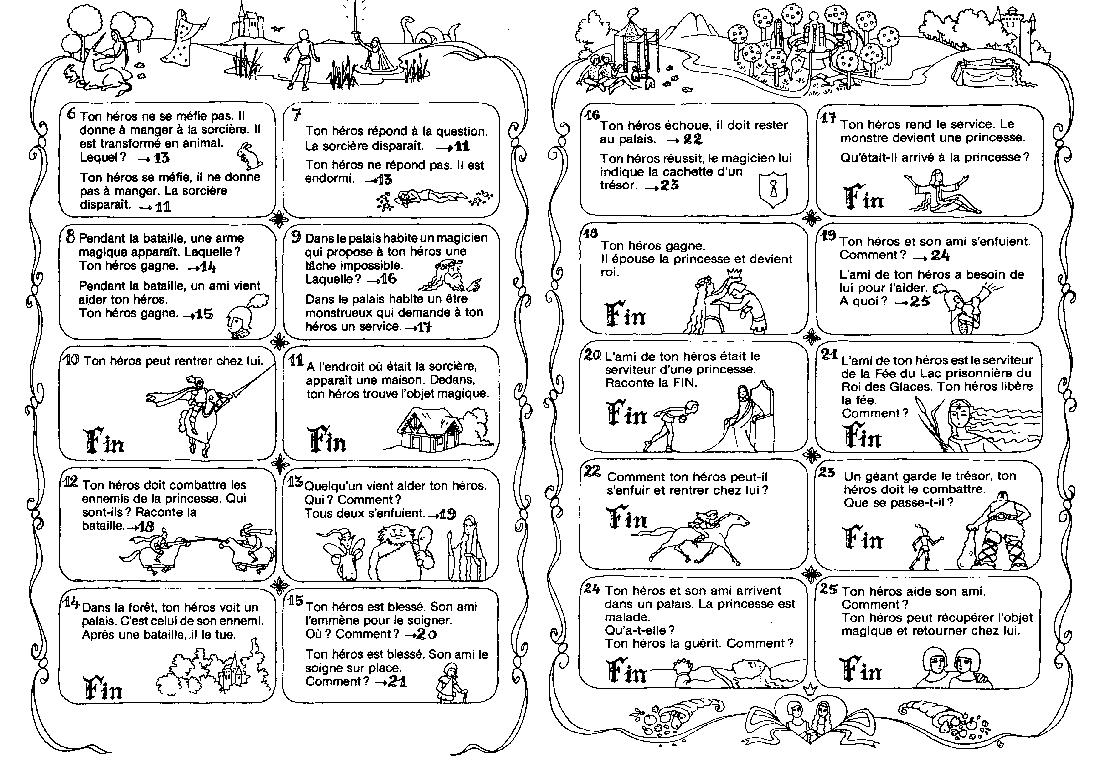 6 Ton héros ne se méfie pas. Il
donne à manger à la sorcière. Il
est transformé en animal.
Lequel ? → 13
Ton héros se méfie, il ne donne
pas à manger. La sorcière
disparaît. → 11
7
Ton héros répond à la question.
La sorcière disparaît. → 11
Ton héros ne répond pas. Il est
endormi. → 13
8 Pendant la bataille, une arme
magique apparaît. Laquelle ?
Ton héros gagne. → 14
Pendant la bataille, un ami vient
aider ton héros.
Ton héros gagne. → 15
9 Dans le palais habite un magicien
qui propose à ton héros une
tâche impossible.
Laquelle ? → 16
Dans le palais habite un être
monstrueux qui demande à ton
héros un service. → 17
10 Ton héros peut rentrer chez lui.
Fin
11 A l'endroit où était la sorcière,
apparaît une maison. Dedans,
ton héros trouve l'objet magique.
Fin
12 Ton héros doit combattre les
ennemis de la princesse. Qui
sont-ils ? Raconte la
bataille. → 18
13 Quelqu'un vient aider ton héros.
Qui ? Comment ?
Tous deux s'enfuient. → 19
14 Dans la forêt, ton héros voit un
palais. C'est celui de son ennemi.
Après une bataille, il le tue.
Fin
15 Ton héros est blessé. Son ami
l'emmène pour le soigner.
Où ? Comment ? → 20
Ton héros est blessé. Son ami le
soigne sur place.
Comment ? → 21
16
Ton héros échoue, il doit rester
au palais. → 22
Ton héros réussit, le magicien lui
indique la cachette d'un
trésor. → 23
17 Ton héros rend le service. Le
monstre devient une princesse.
Qu'était-il arrivé à la princesse ?
Fin
18
Ton héros gagne.
Il épouse la princesse et devient
roi.
Fin
19
Ton héros et son ami s'enfuient.
Comment ? → 24
L'ami de ton héros a besoin de
lui pour l'aider.
A quoi ? → 25
20 L'ami de ton héros était le
serviteur d'une princesse.
Raconte la FIN.
Fin
21 L'ami de ton héros est le serviteur
de la Fée du Lac prisonnière du
Roi des Glaces. Ton héros libère
la fée.
Comment ?
Fin
22 Comment ton héros peut-il
s'enfuir et rentrer chez lui ?
Fin
23 Un géant garde le trésor, ton
héros doit le combattre.
Que se passe-t-il ?
Fin
24 Ton héros et son ami arrivent
dans un palais. La princesse est
malade.
Qu'a-t-elle ?
Ton héros la guérit. Comment ?
Fin
25 Ton héros aide son ami.
Comment ?
Ton héros peut récupérer l'objet
magique et retourner chez lui.
Fin